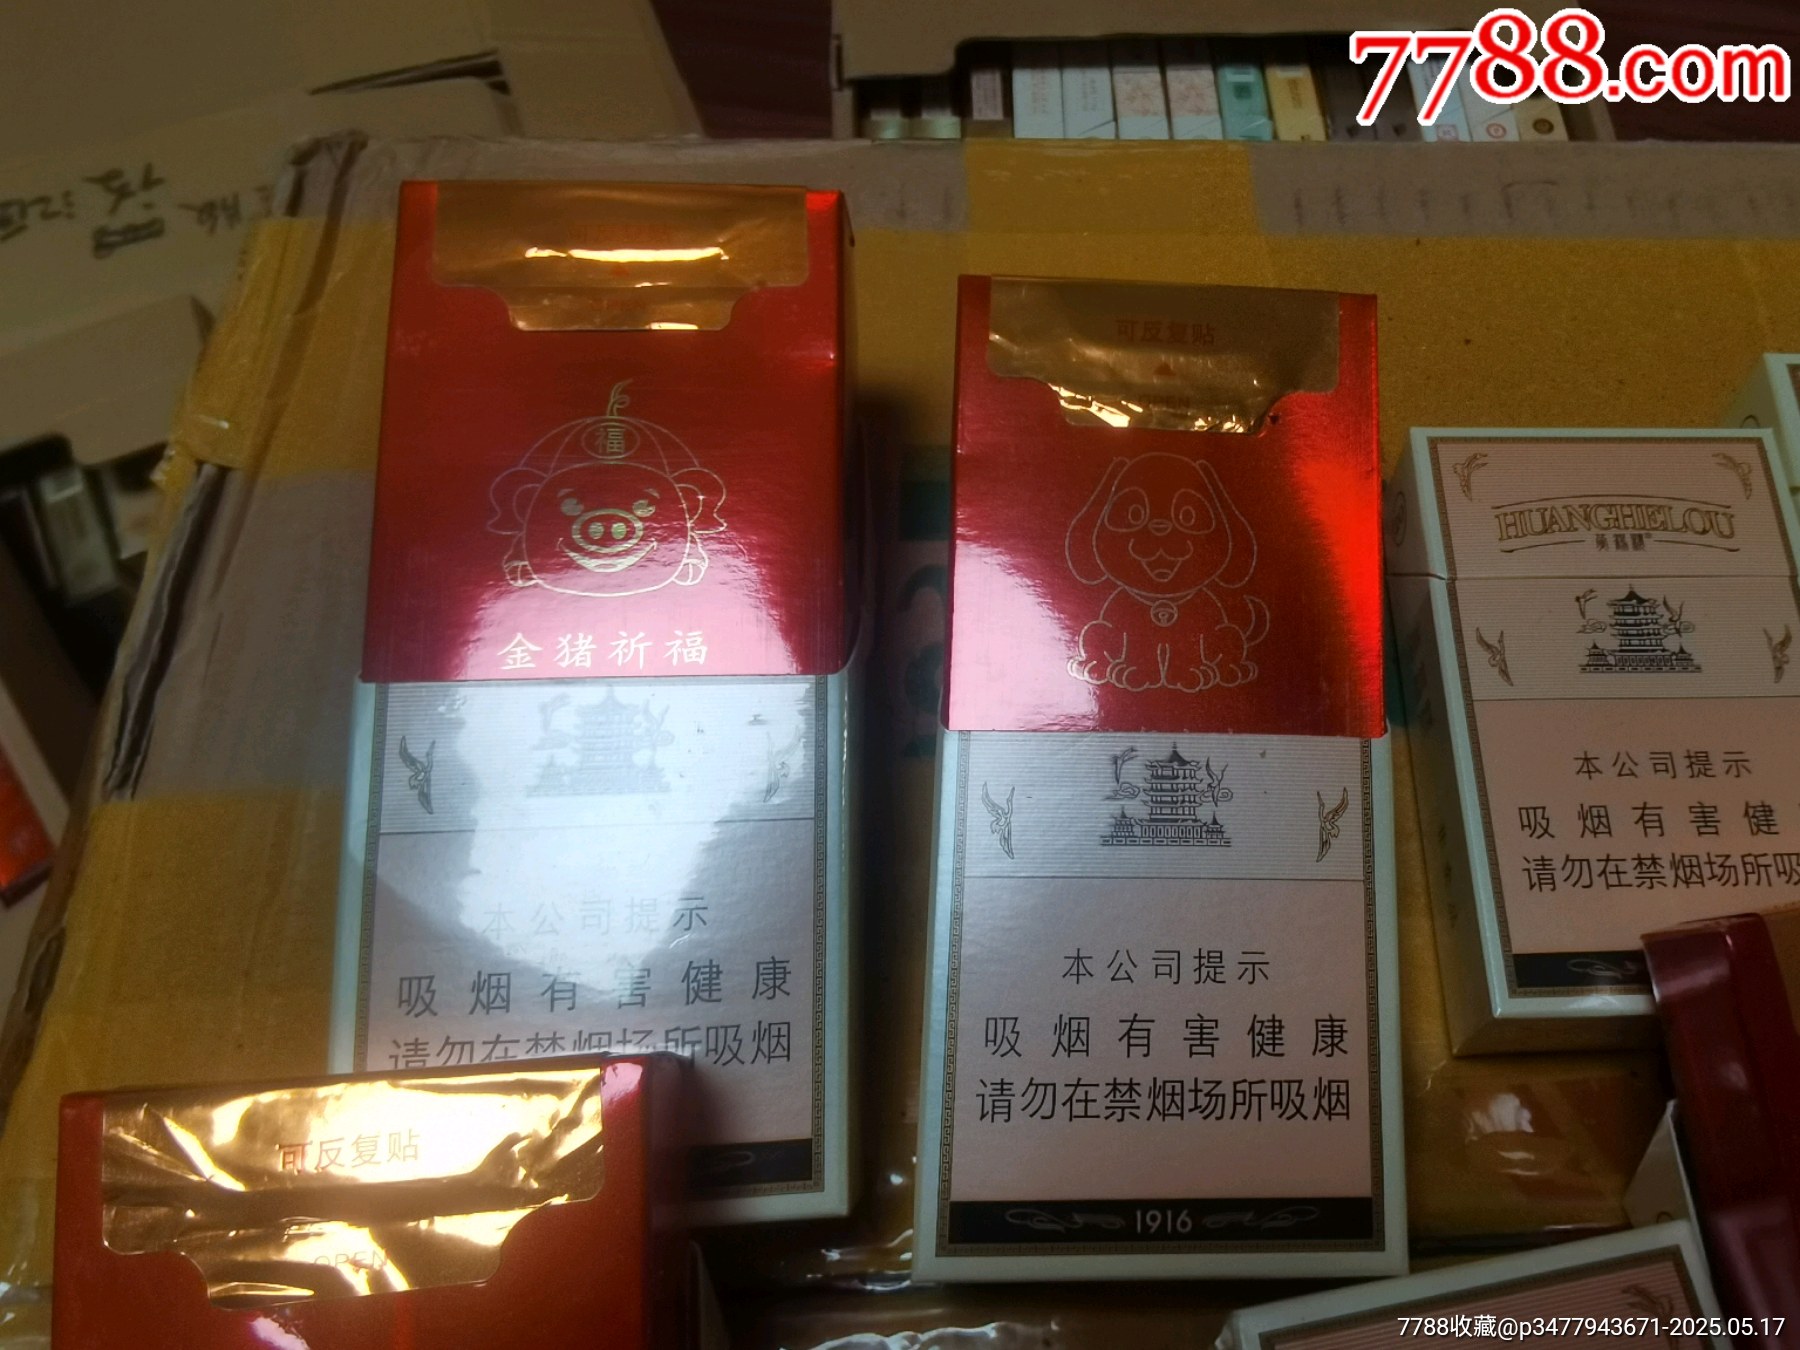 7788.com
可反复贴
福
金猪祈福
HUANGHELOU
黄鹤楼
本公司提示
吸烟有害健
请勿在禁烟场所吸
本公司提示
吸烟有害健康
请勿在禁烟场所吸烟
本公司提示
吸烟有害健康
请勿在禁烟场所吸烟
1916
可反复贴
OPEN
7788收藏@p3477943671-2025.05.17